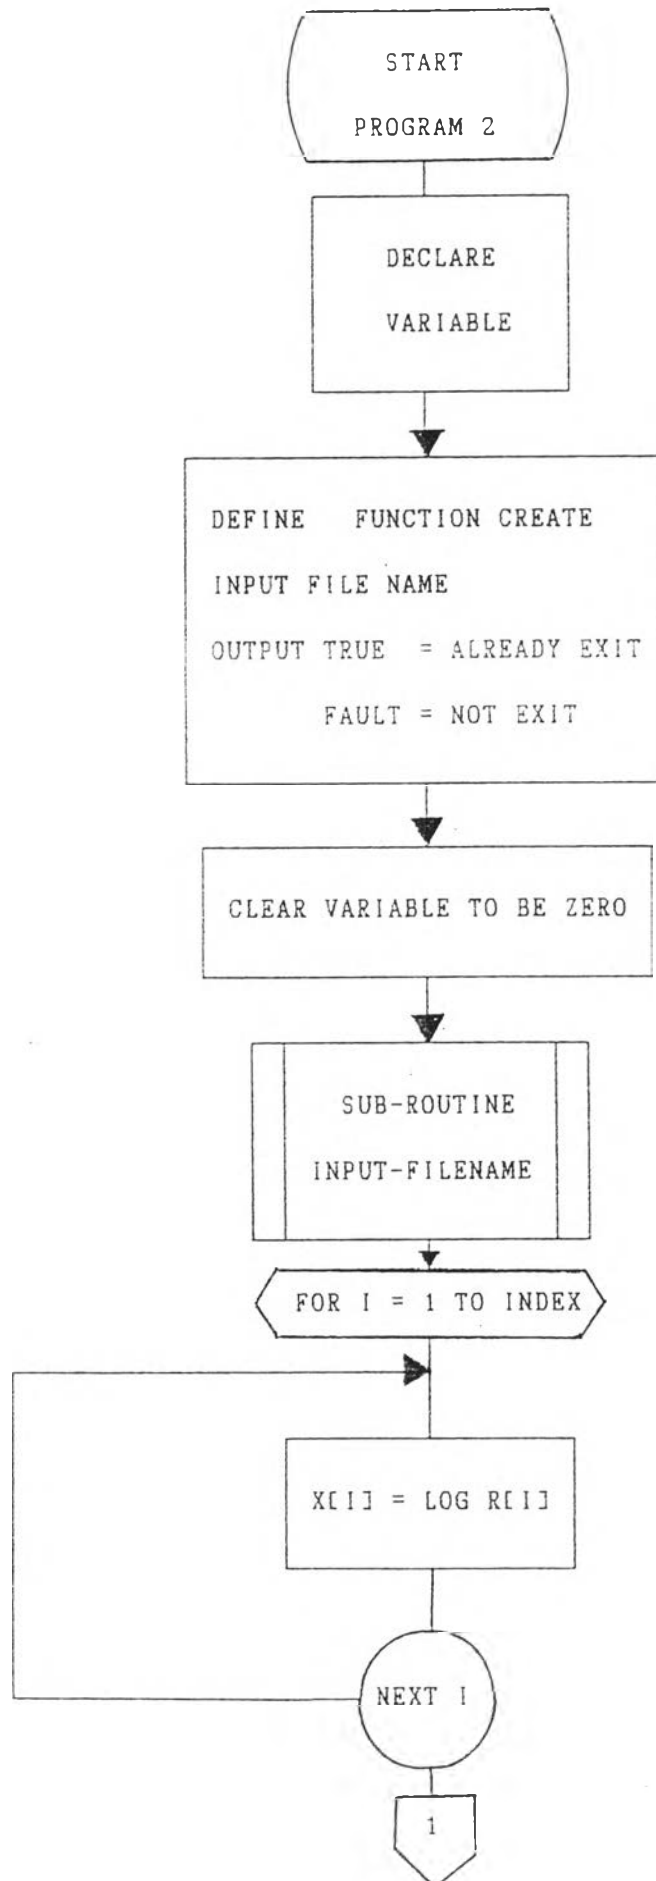 START
PROGRAM 2
DECLARE
VARIABLE
DEFINE FUNCTION CREATE
INPUT FILE NAME
OUTPUT TRUE = ALREADY EXIT
FAULT = NOT EXIT
CLEAR VARIABLE TO BE ZERO
SUB-ROUTINE
INPUT-FILENAME
FOR I = 1 TO INDEX
X[I] = LOG R[I]
NEXT I
1